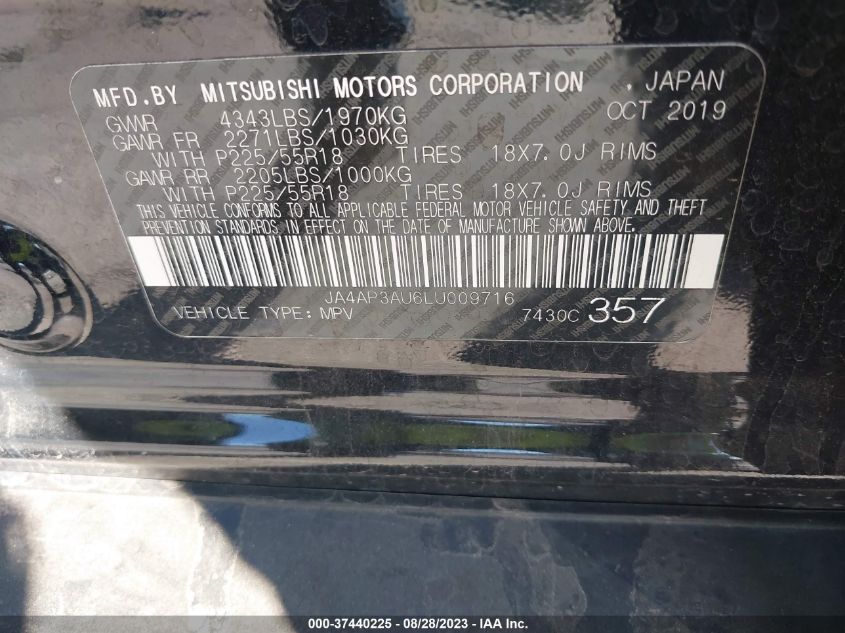 MFD.BY MITSUBISHI MOTORS CORPORATION , JAPAN
GVWR 4343LBS/1970KG OCT 2019
GAWR FR 2271LBS/1030KG
WITH P225/55R18 TIRES 18X7.0J RIMS
GAWR RR 2205LBS/1000KG
WITH P225/55R18 TIRES 18X7.0J RIMS
THIS VEHICLE CONFORMS TO ALL APPLICABLE FEDERAL MOTOR VEHICLE SAFETY AND THEFT
PREVENTION STANDARDS IN EFFECT ON THE DATE OF MANUFACTURE SHOWN ABOVE.
JA4AP3AU6LU009716
VEHICLE TYPE: MPV 7430C 357
000-37440225 - 08/28/2023 - IAA Inc.